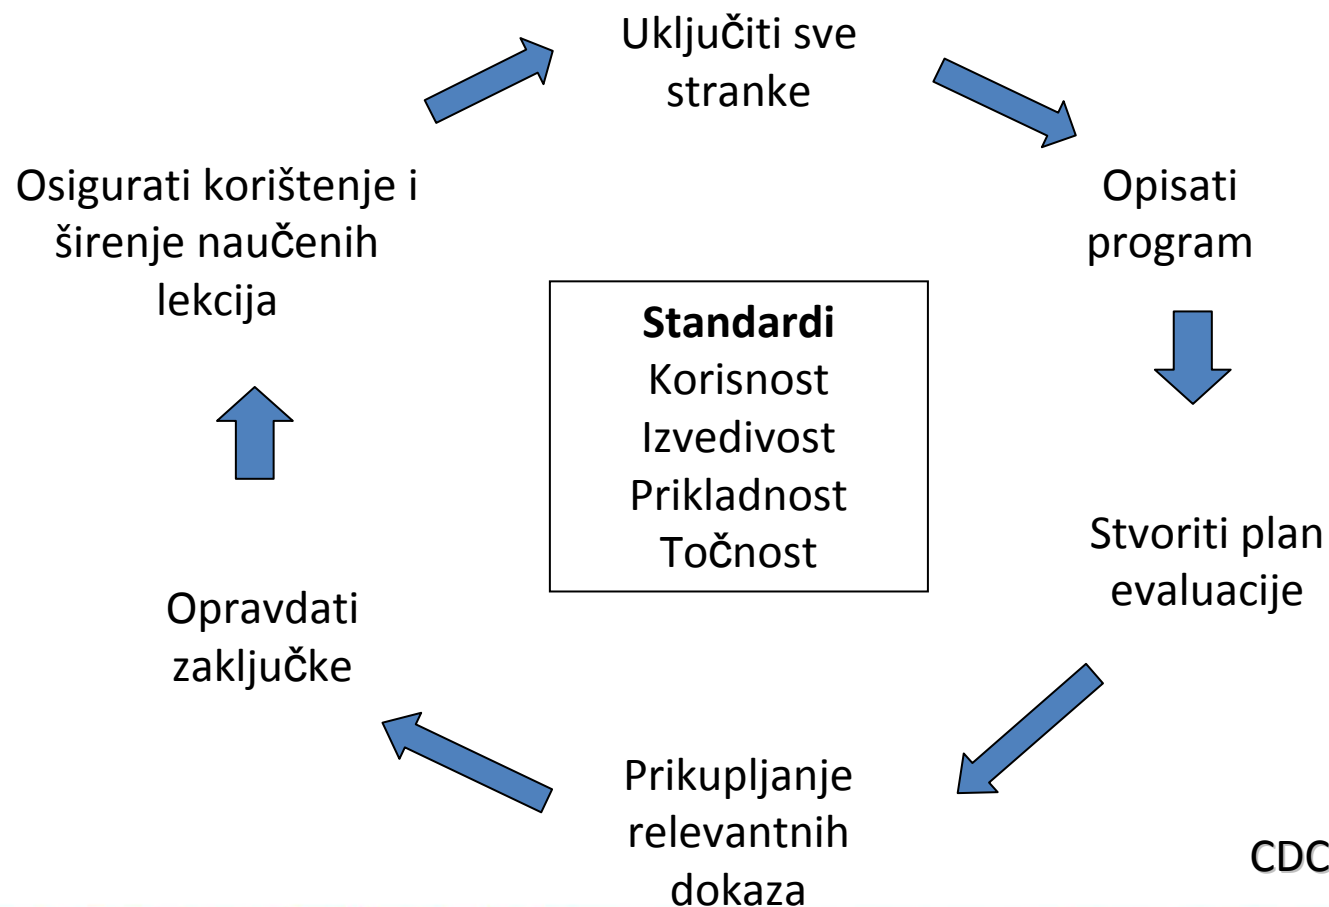 Uključiti sve
stranke
Opisati
program
Stvoriti plan
evaluacije
Prikupljanje
relevantnih
dokaza
Opravdati
zaključke
Osigurati korištenje i
širenje naučenih
lekcija
Standardi
Korisnost
Izvedivost
Prikladnost
Točnost
CDC